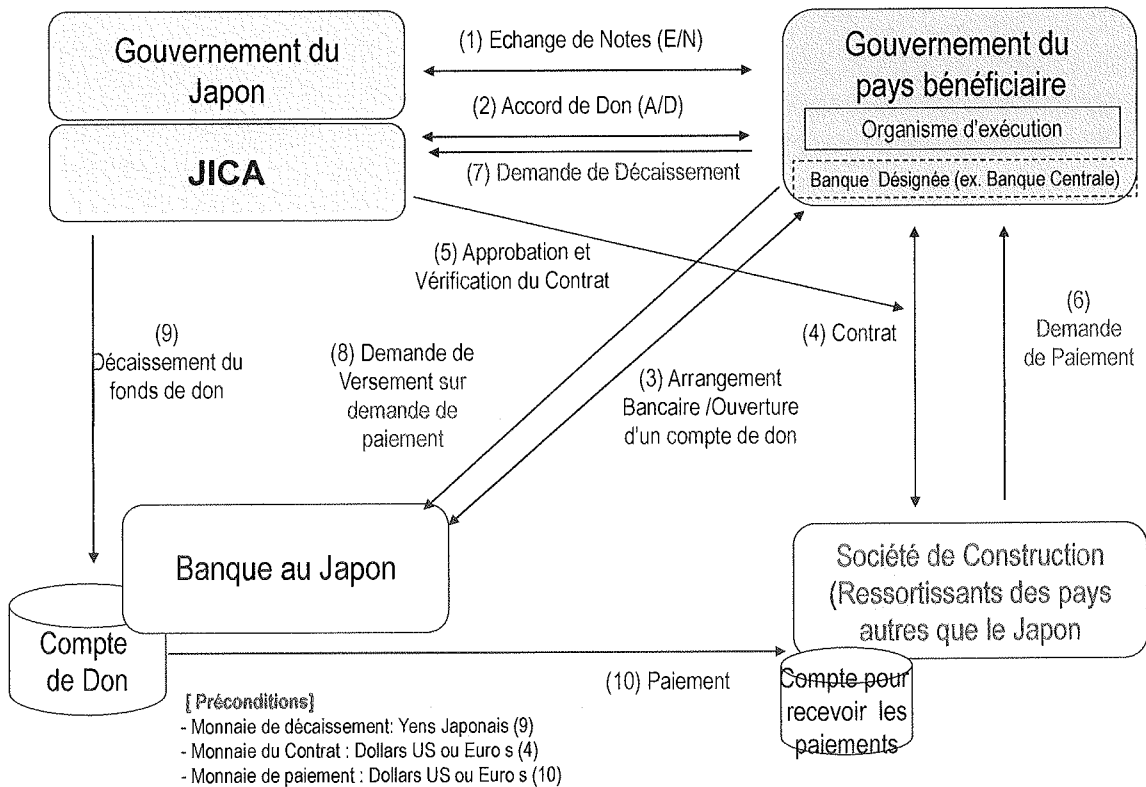 Gouvernement du
Japon
JICA
(1) Echange de Notes (E/N)
(2) Accord de Don (A/D)
(7) Demande de Décaissement
Gouvernement du
pays bénéficiaire
Organisme d'exécution
Banque Désignée (ex. Banque Centrale)
(5) Approbation et
Vérification du Contrat
(9)
Décaissement du
fonds de don
(8) Demande de
Versement sur
demande de
paiement
(3) Arrangement
Bancaire /Ouverture
d'un compte de don
(4) Contrat
(6)
Demande
de Paiement
Banque au Japon
Compte
de Don
Société de Construction
(Ressortissants des pays
autres que le Japon
(10) Paiement
Compte pour
recevoir les
paiements
[ Préconditions]
- Monnaie de décaissement: Yens Japonais (9)
- Monnaie du Contrat : Dollars US ou Euro s (4)
- Monnaie de paiement : Dollars US ou Euro s (10)